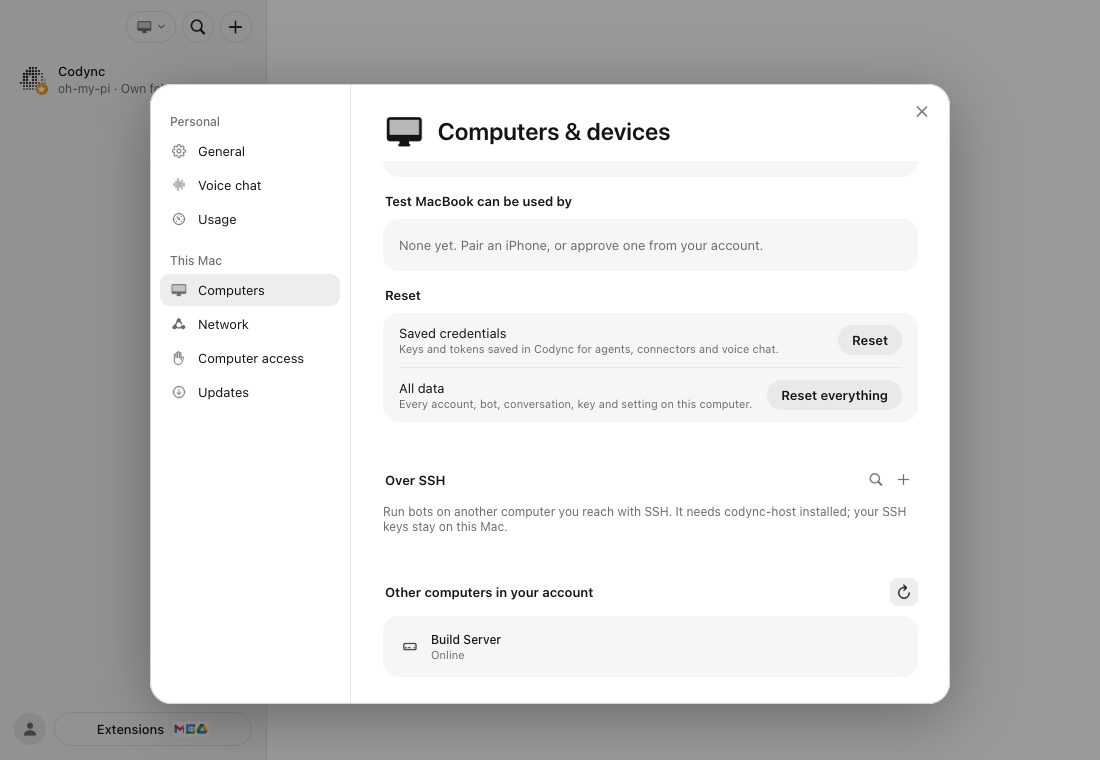 Codync
oh-my-pi · Own
Personal
General
Voice chat
Usage
This Mac
Computers
Network
Computer access
Updates
Computers & devices
Test MacBook can be used by
None yet. Pair an iPhone, or approve one from your account.
Reset
Saved credentials
Keys and tokens saved in Codync for agents, connectors and voice chat.
Reset
All data
Every account, bot, conversation, key and setting on this computer.
Reset everything
Over SSH
Run bots on another computer you reach with SSH. It needs codync-host installed; your SSH
keys stay on this Mac.
Other computers in your account
Build Server
Online
Extensions